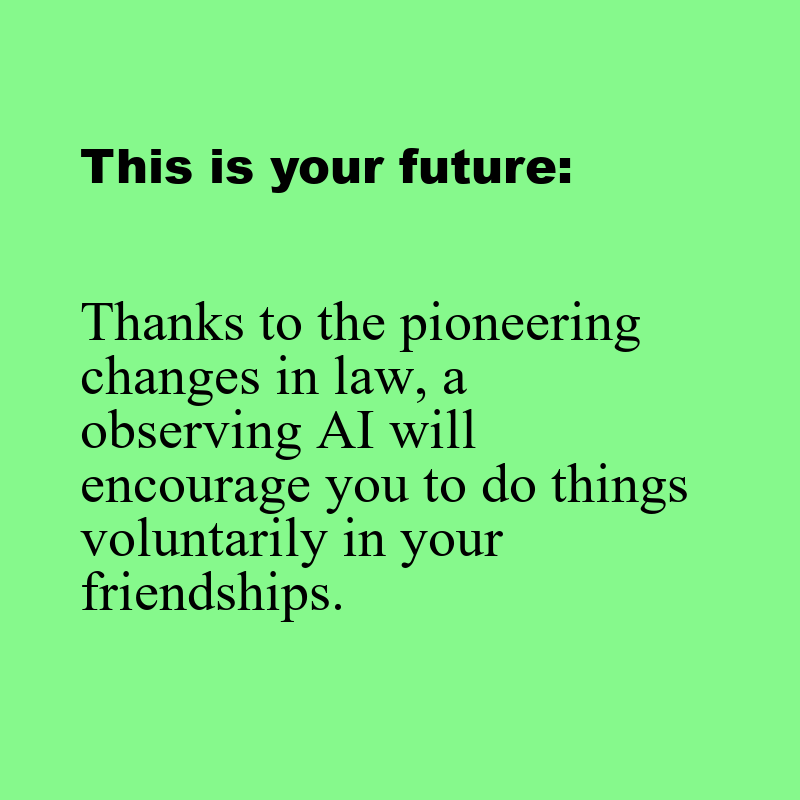 This is your future:
Thanks to the pioneering
changes in law, a
observing AI will
encourage you to do things
voluntarily in your
friendships.